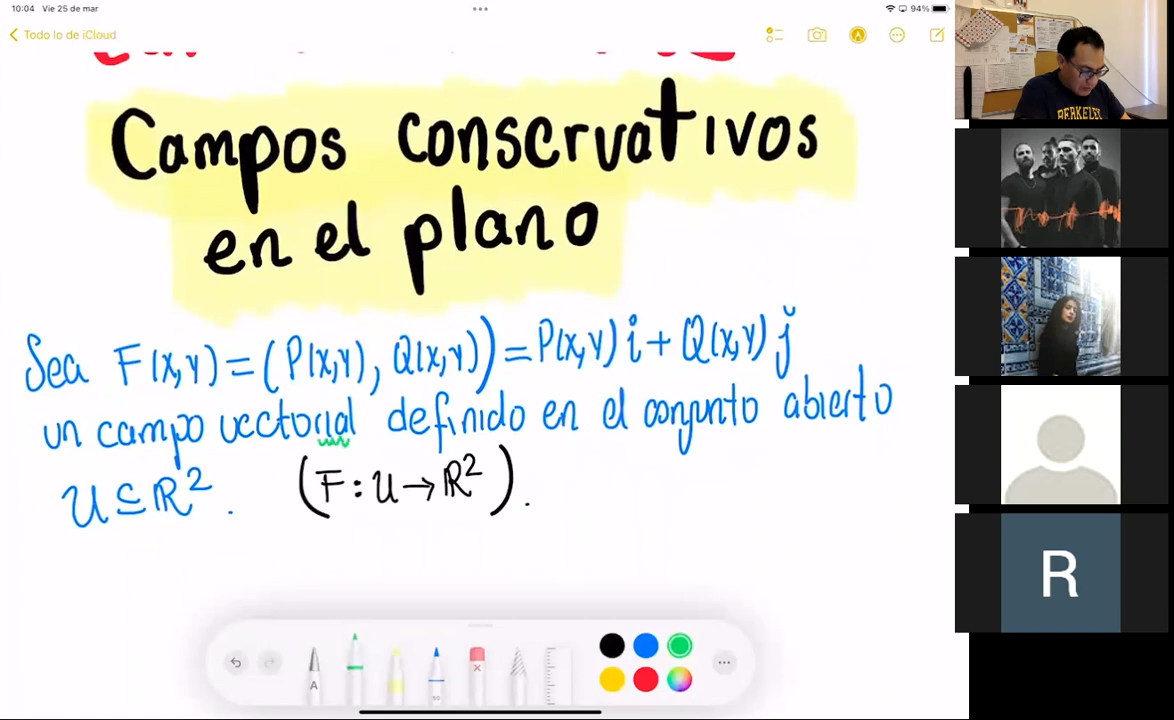 10:04 Vie 25 de mar
94%
Todo lo de iCloud
Campos conservativos
en el plano
Sea F(x,y)=(P(x,y), Q(x,y))=P(x,y)i+Q(x,y)ǰ
un campo vectorial definido en el conjunto abierto
U⊆ℝ². (F:U→ℝ²).
A
50
BERKELEY
R